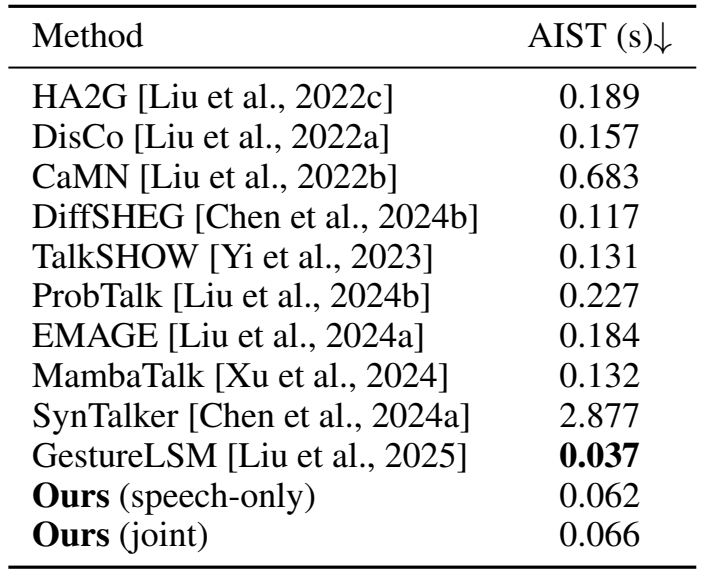 Method AIST (s)↓
HA2G [Liu et al., 2022c] 0.189
DisCo [Liu et al., 2022a] 0.157
CaMN [Liu et al., 2022b] 0.683
DiffSHEG [Chen et al., 2024b] 0.117
TalkSHOW [Yi et al., 2023] 0.131
ProbTalk [Liu et al., 2024b] 0.227
EMAGE [Liu et al., 2024a] 0.184
MambaTalk [Xu et al., 2024] 0.132
SynTalker [Chen et al., 2024a] 2.877
GestureLSM [Liu et al., 2025] 0.037
Ours (speech-only) 0.062
Ours (joint) 0.066